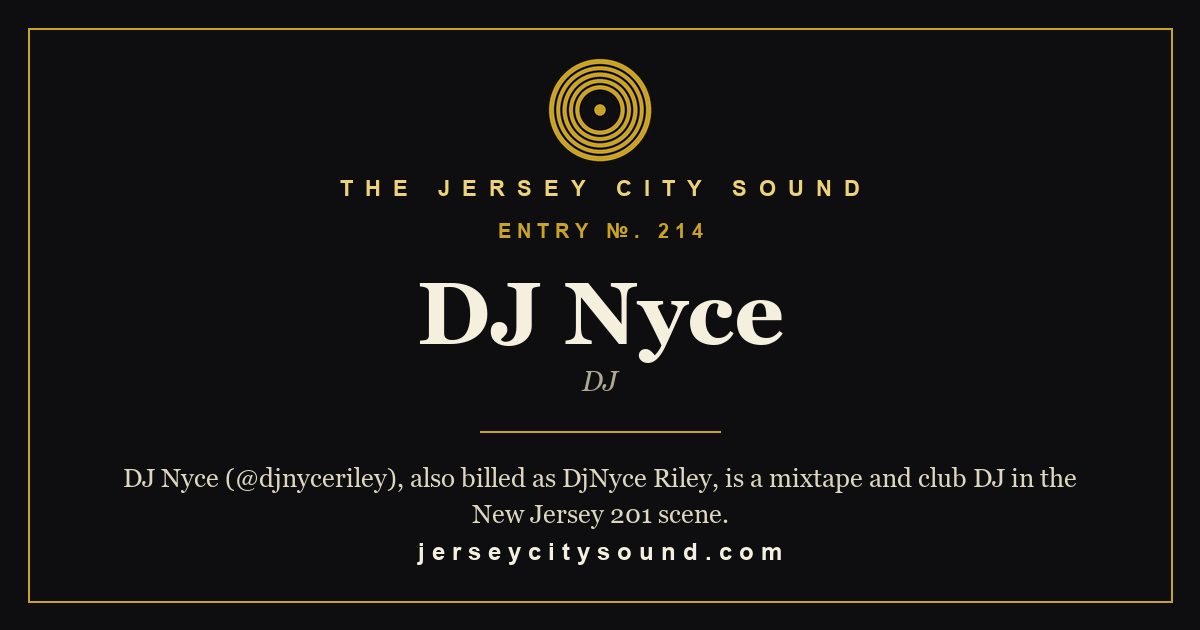 THE JERSEY CITY SOUND
ENTRY №. 214
DJ Nyce
DJ
DJ Nyce (@djnyceriley), also billed as DjNyce Riley, is a mixtape and club DJ in the
New Jersey 201 scene.
jerseycitysound.com